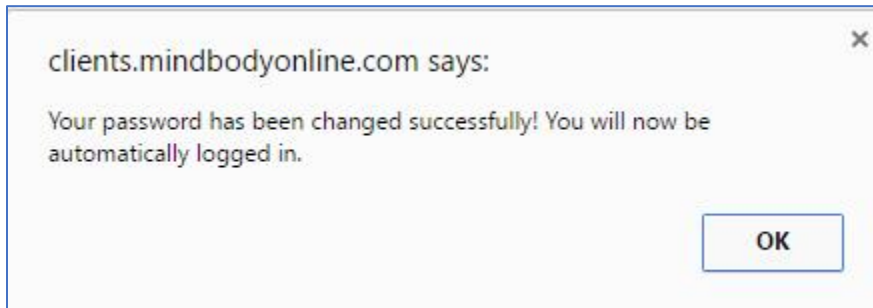 clients.mindbodyonline.com says:
Your password has been changed successfully! You will now be
automatically logged in.
OK